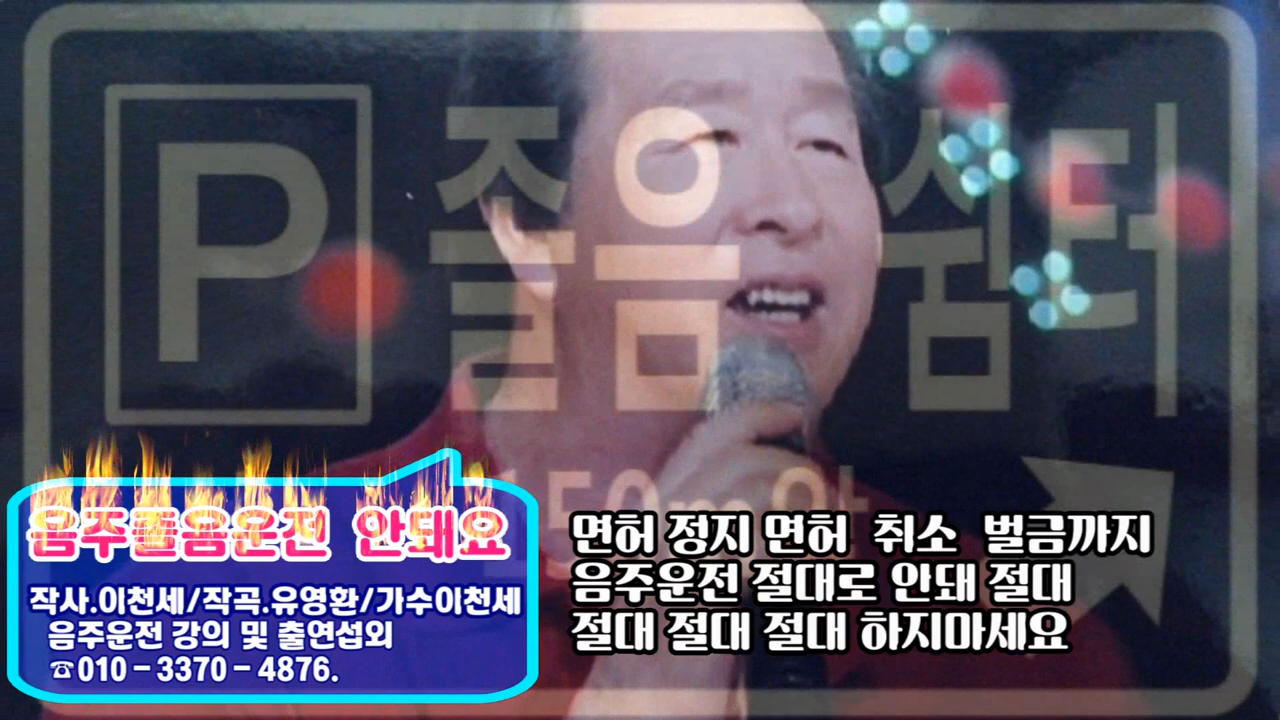 P 졸음 쉼터
150m 앞
음주졸음운전 안돼요
작사.이천세/작곡.유영환/가수이천세
음주운전 강의 및 출연섭외
☎010-3370-4876.
면허 정지 면허 취소 벌금까지
음주운전 절대로 안돼 절대
절대 절대 절대 하지마세요